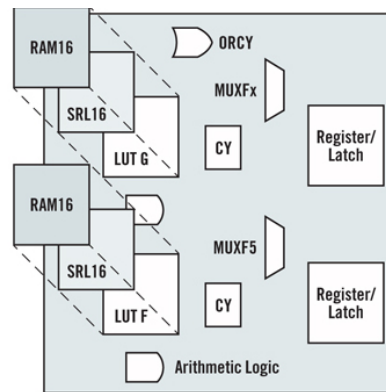 RAM16
ORCY
SRL16
MUXFx
LUT G
CY
Register/
Latch
RAM16
SRL16
MUXF5
LUT F
CY
Register/
Latch
Arithmetic Logic